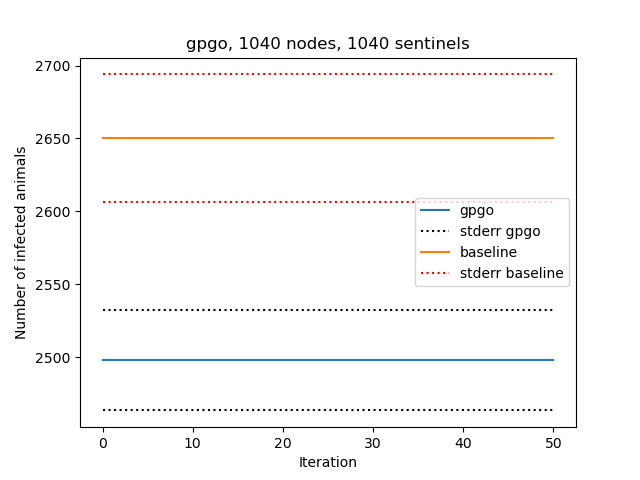 gpgo, 1040 nodes, 1040 sentinels
Number of infected animals
2700
2650
2600
2550
2500
gpgo
stderr gpgo
baseline
stderr baseline
0 10 20 30 40 50
Iteration